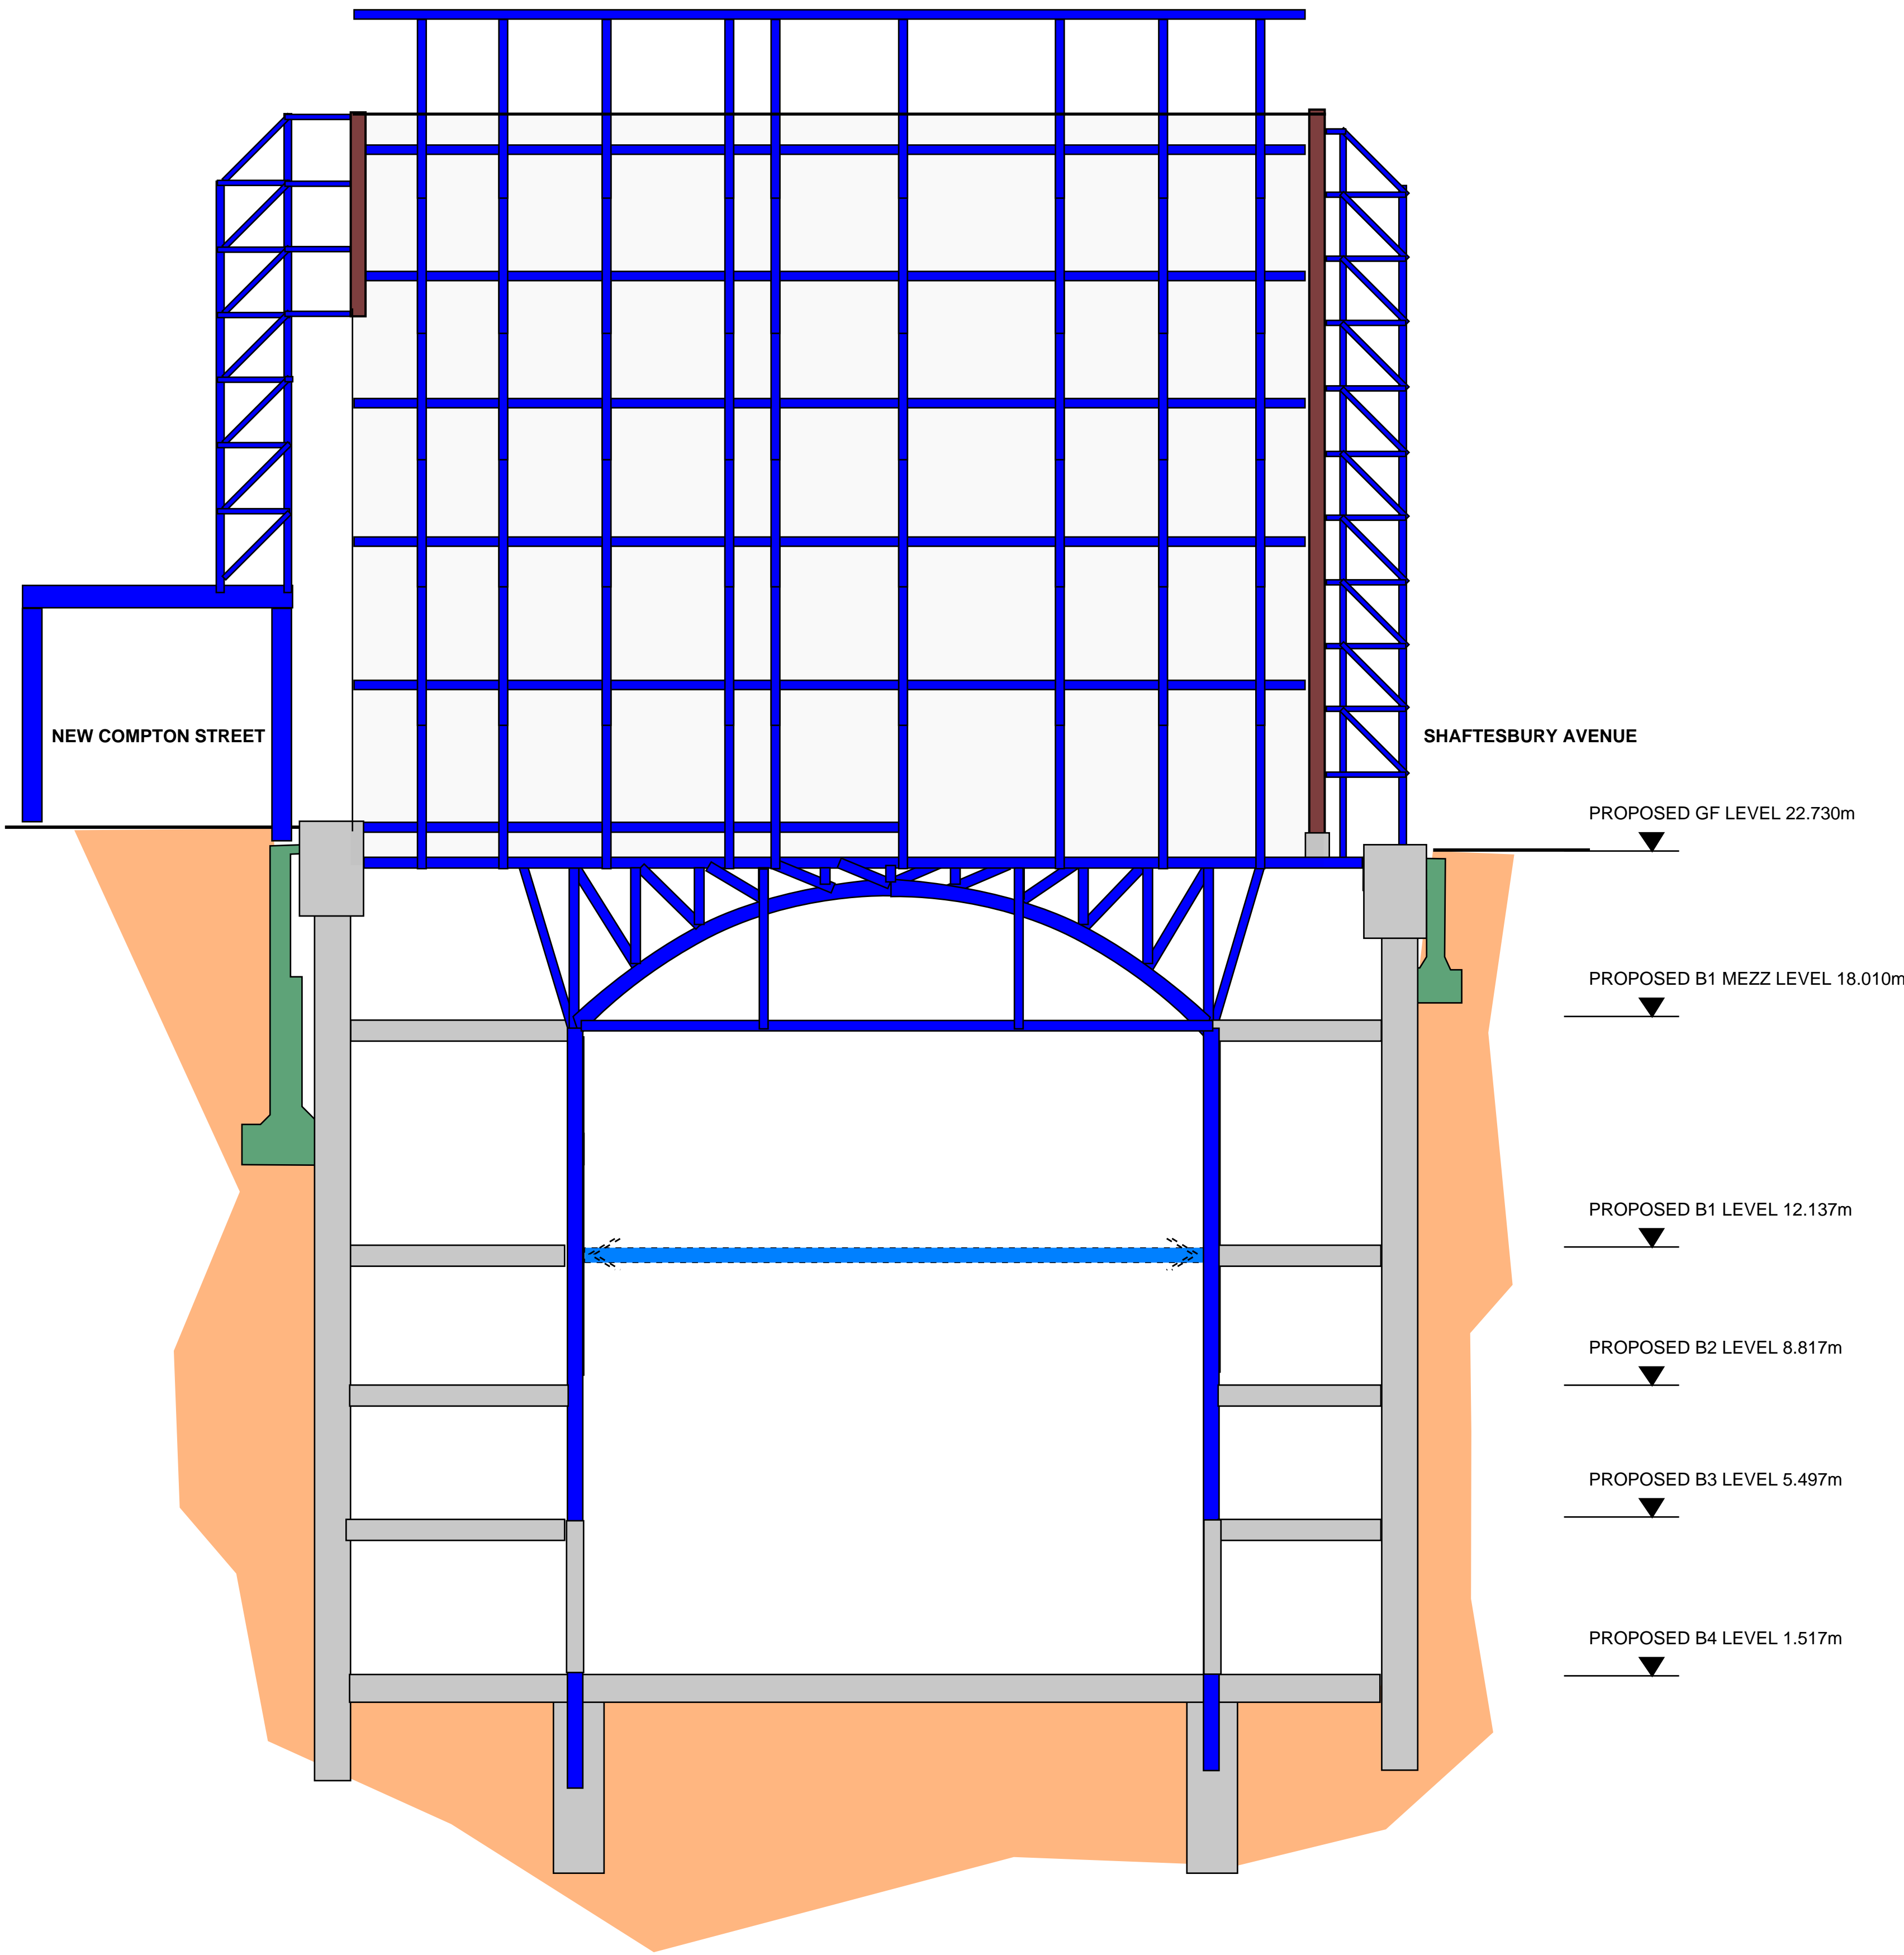 NEW COMPTON STREET
SHAFTESBURY AVENUE
PROPOSED GF LEVEL 22.730m
PROPOSED B1 MEZZ LEVEL 18.010m
PROPOSED B1 LEVEL 12.137m
PROPOSED B2 LEVEL 8.817m
PROPOSED B3 LEVEL 5.497m
PROPOSED B4 LEVEL 1.517m